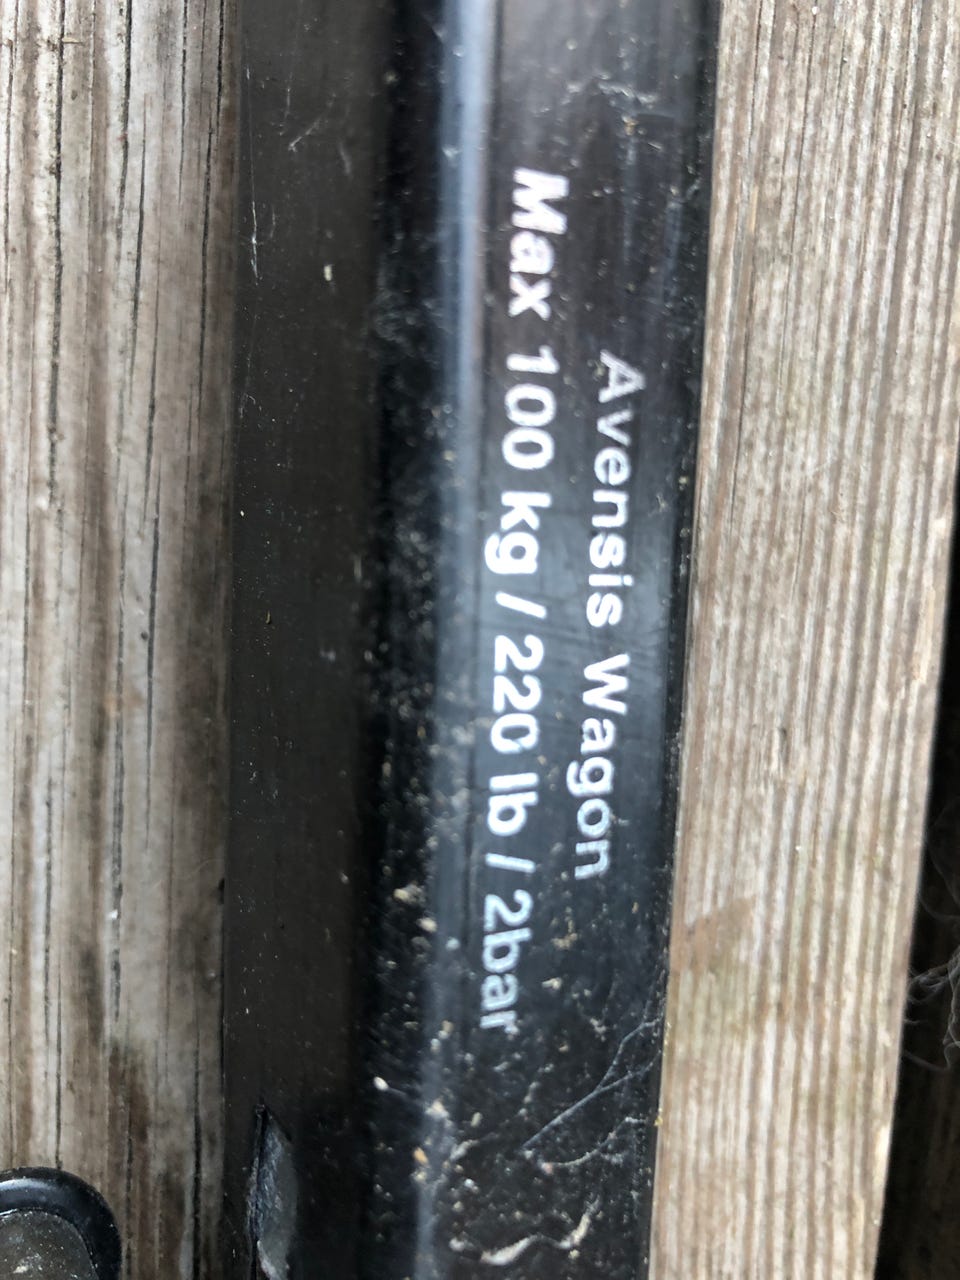 Avensis Wagon
Max 100 kg / 220 lb / 2bar